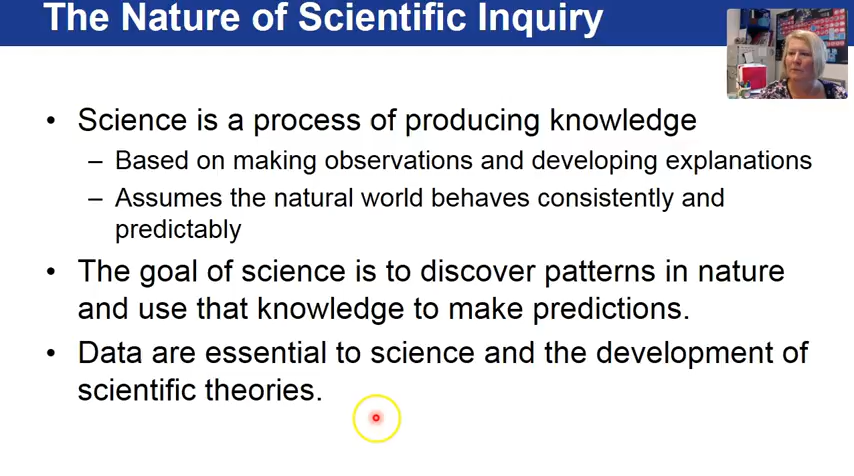 The Nature of Scientific Inquiry
• Science is a process of producing knowledge
– Based on making observations and developing explanations
– Assumes the natural world behaves consistently and
predictably
• The goal of science is to discover patterns in nature
and use that knowledge to make predictions.
• Data are essential to science and the development of
scientific theories.